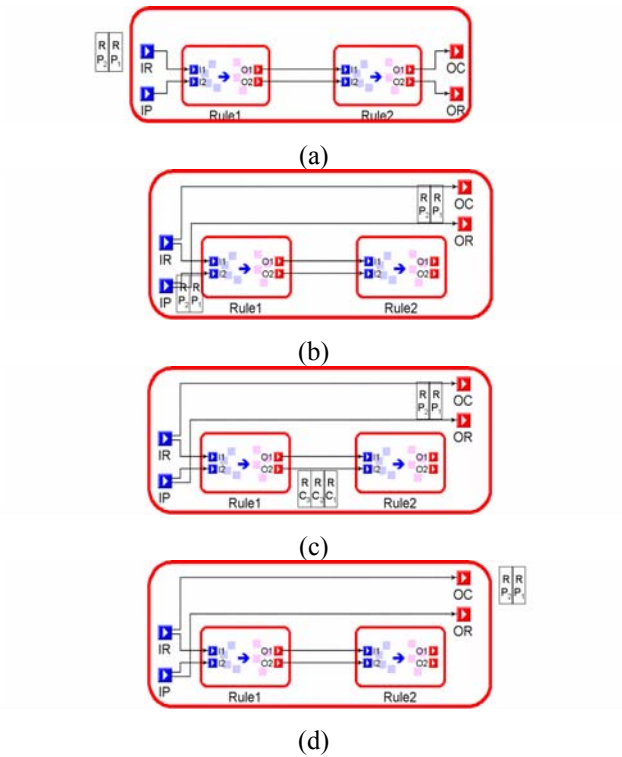 R R
P₂ P₁
IR
IP
I1
I2
O1
O2
Rule1
I1
I2
O1
O2
Rule2
OC
OR
(a)
OC
OR
R R
P₂ P₁
IR
IP
R R
P₂ P₁
I1
I2
O1
O2
Rule1
I1
I2
O1
O2
Rule2
(b)
OC
OR
R R
P₂ P₁
IR
IP
I1
I2
O1
O2
Rule1
R R R
C₃ C₂ C₁
I1
I2
O1
O2
Rule2
(c)
OC
OR
R R
P₂ P₁
IR
IP
I1
I2
O1
O2
Rule1
I1
I2
O1
O2
Rule2
(d)